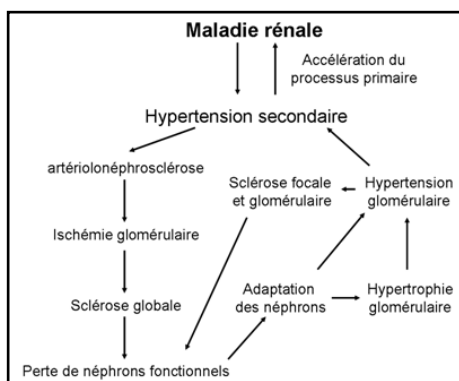 Maladie rénale
Accélération du
processus primaire
Hypertension secondaire
artériolonéphrosclérose
Sclérose focale
et glomérulaire
Hypertension
glomérulaire
Ischémie glomérulaire
Sclérose globale
Adaptation
des néphrons
Hypertrophie
glomérulaire
Perte de néphrons fonctionnels